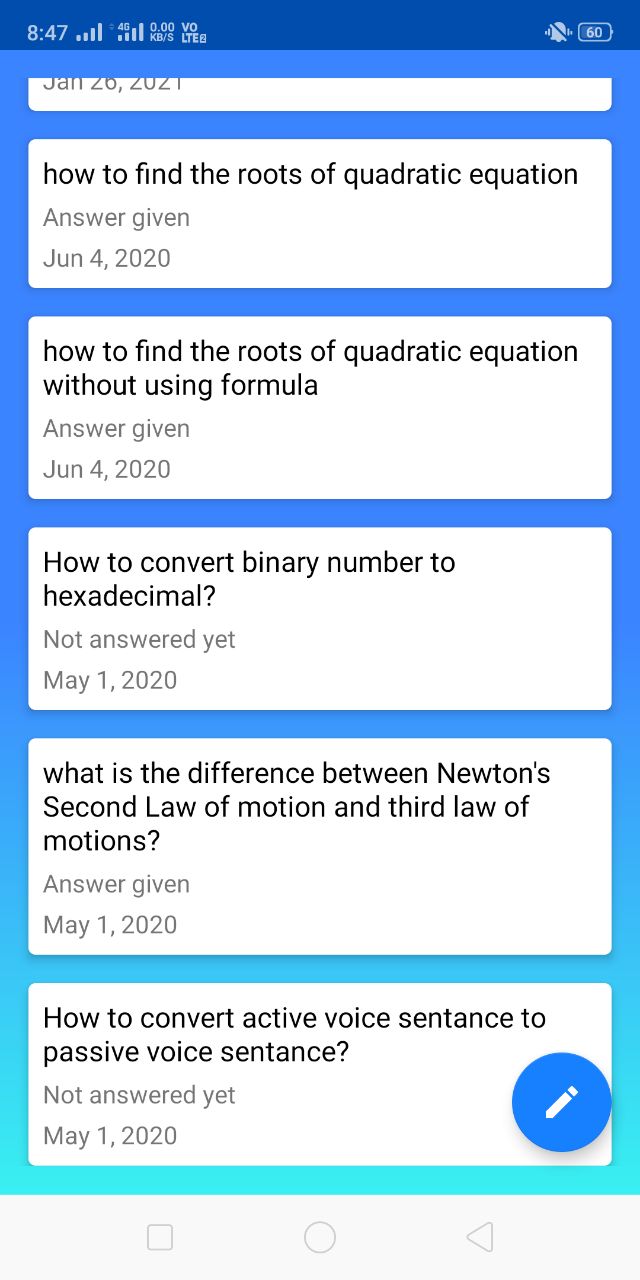 8:47 4G 0.00 KB/S VO LTE 60
Jan 26, 2021
how to find the roots of quadratic equation
Answer given
Jun 4, 2020
how to find the roots of quadratic equation
without using formula
Answer given
Jun 4, 2020
How to convert binary number to
hexadecimal?
Not answered yet
May 1, 2020
what is the difference between Newton's
Second Law of motion and third law of
motions?
Answer given
May 1, 2020
How to convert active voice sentance to
passive voice sentance?
Not answered yet
May 1, 2020